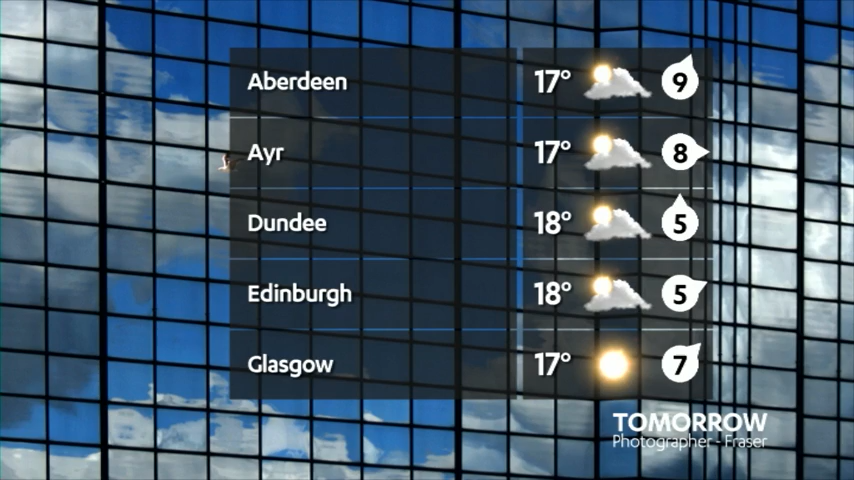 Aberdeen 17° 9
Ayr 17° 8
Dundee 18° 5
Edinburgh 18° 5
Glasgow 17° 7
TOMORROW
Photographer - Fraser